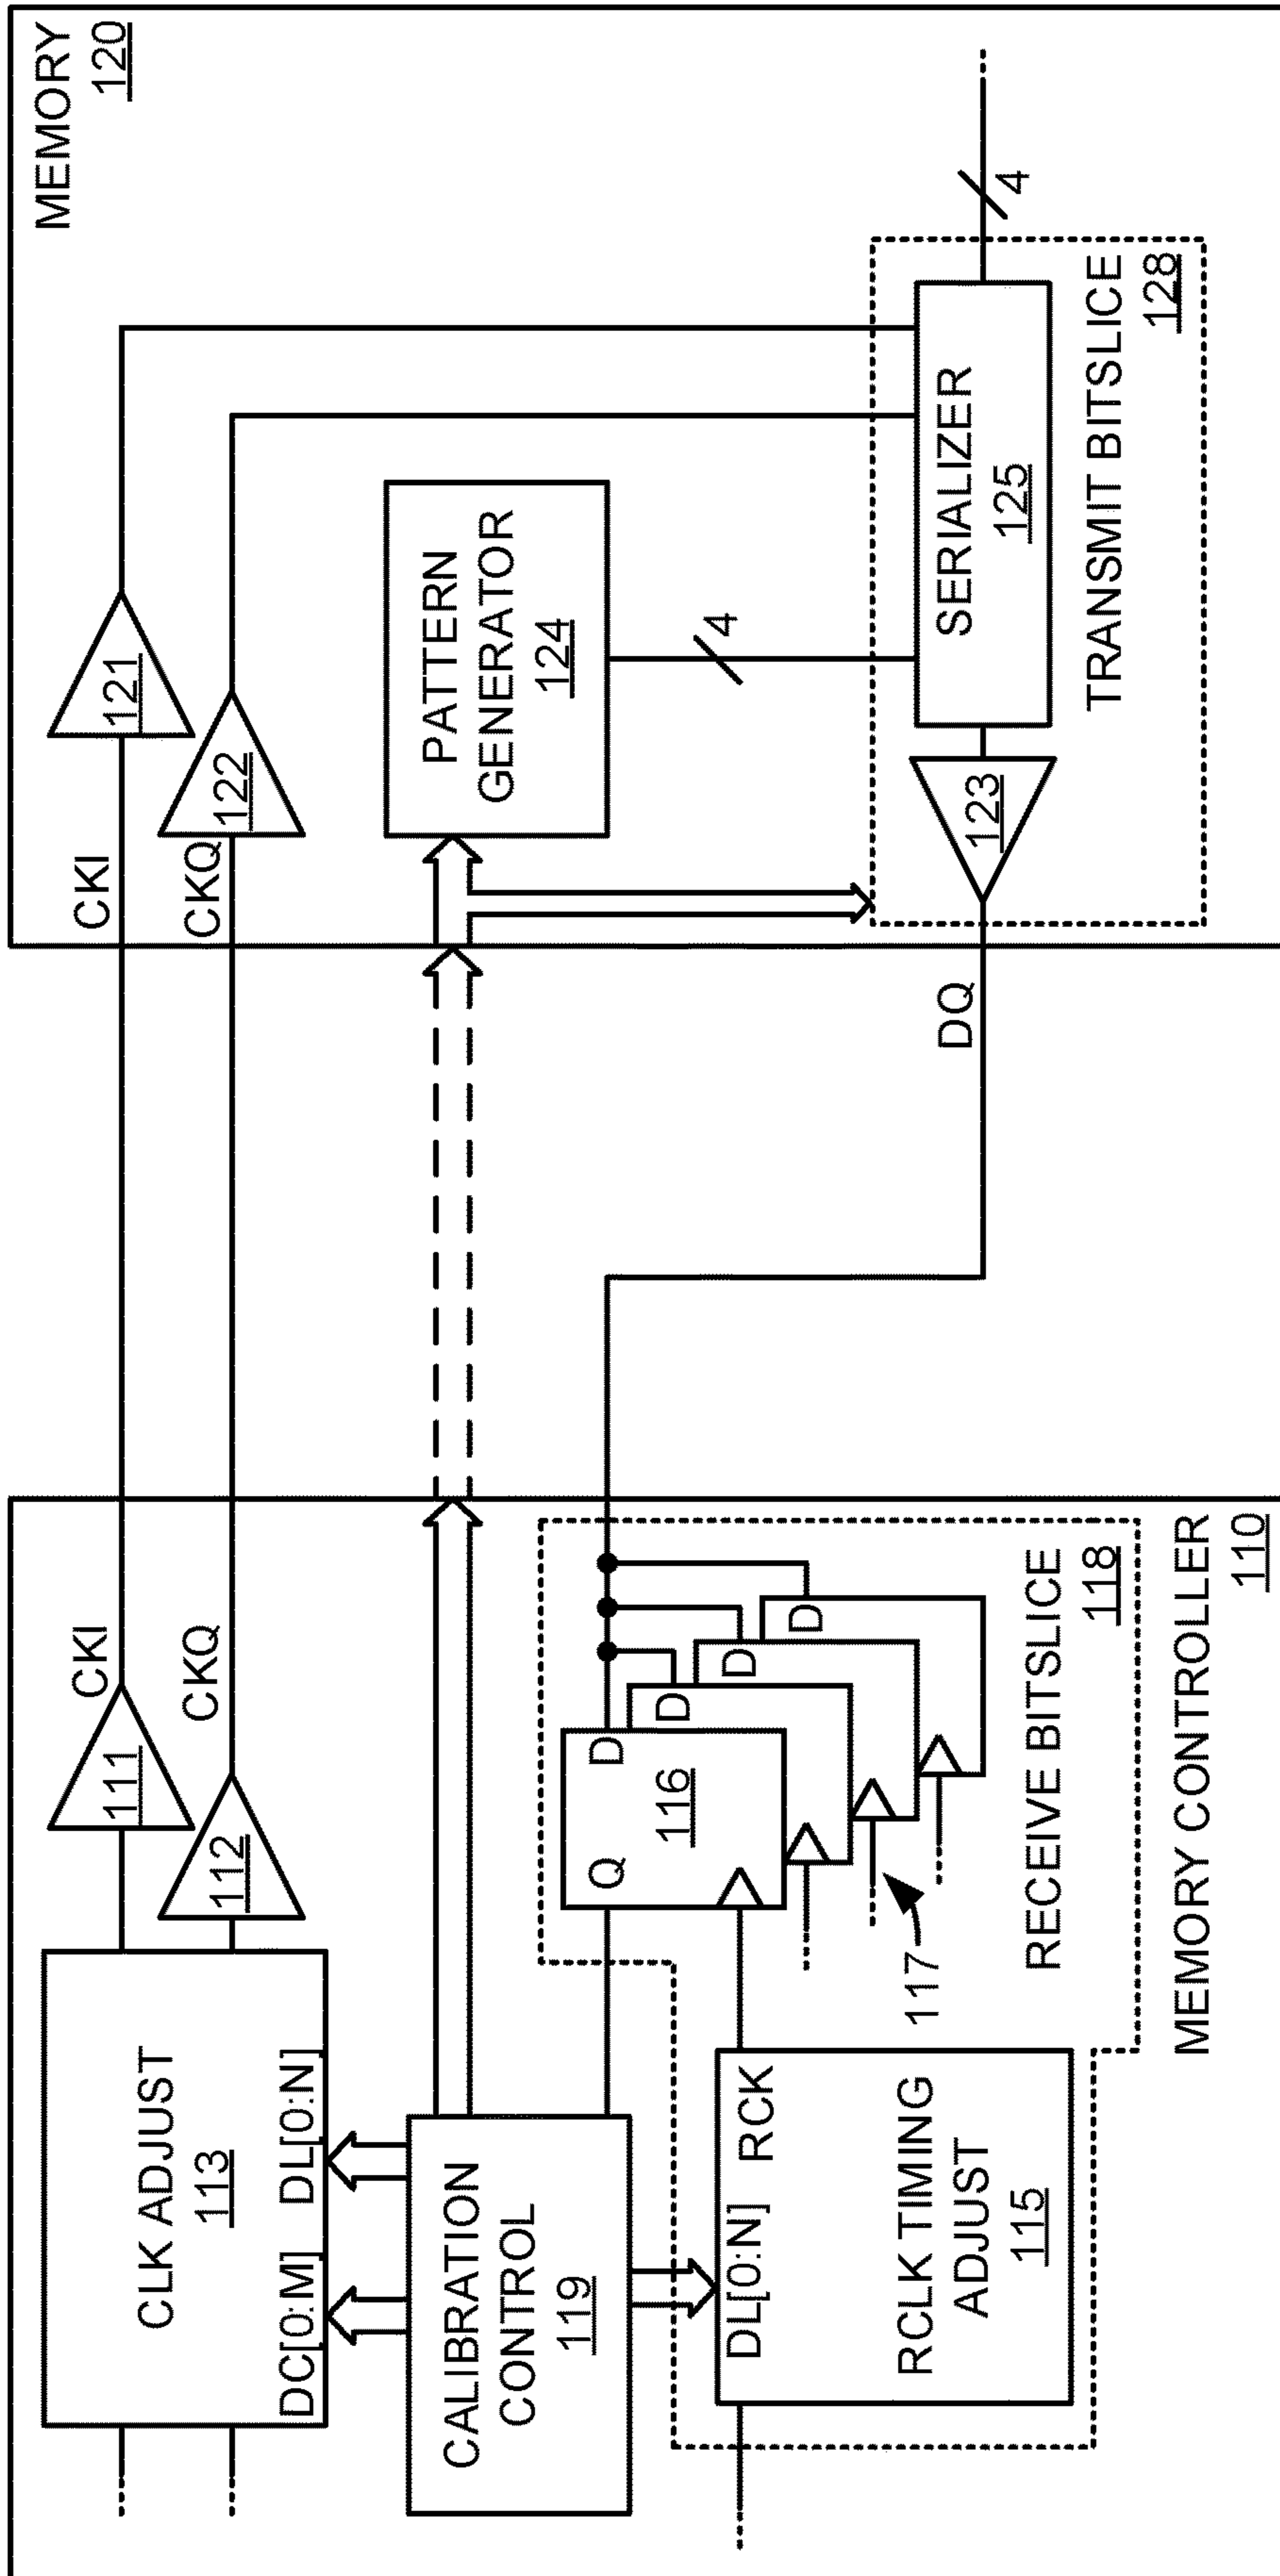 CLK ADJUST
113
DC[0:M]
DL[0:N]
111
CKI
112
CKQ
CALIBRATION
CONTROL
119
Q
D
116
D
D
D
117
DL[0:N]
RCK
RCLK TIMING
ADJUST
115
RECEIVE BITSLICE
118
MEMORY CONTROLLER
110
DQ
MEMORY
120
CKI
121
CKQ
122
PATTERN
GENERATOR
124
4
4
123
SERIALIZER
125
TRANSMIT BITSLICE
128